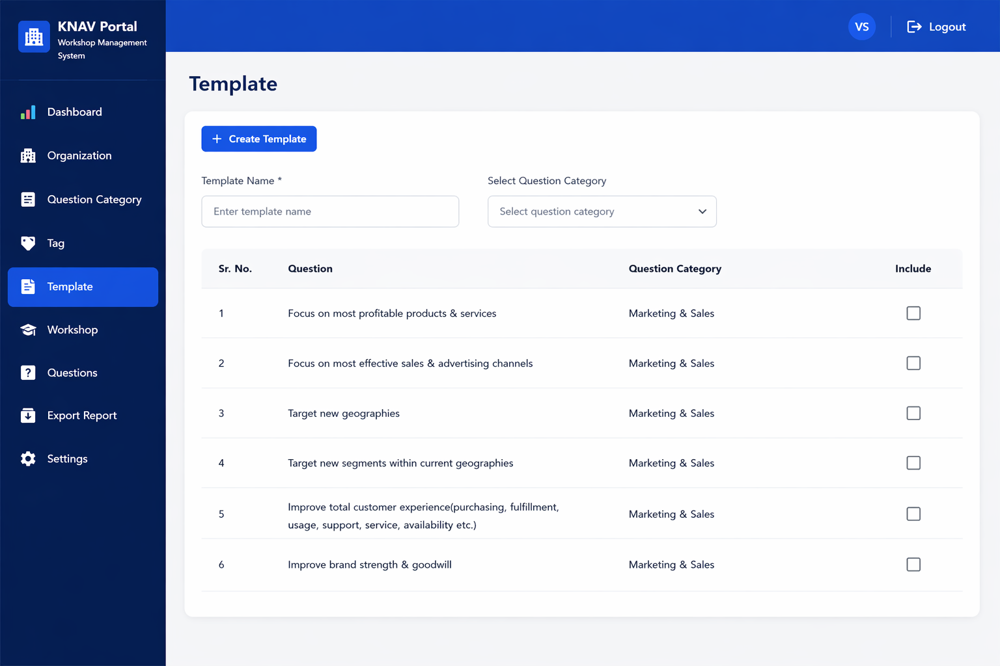 KNAV Portal
Workshop Management
System
VS
Logout
Dashboard
Organization
Question Category
Tag
Template
Workshop
Questions
Export Report
Settings
Template
+ Create Template
Template Name *
Select Question Category
Enter template name
Select question category
Sr. No. Question Question Category Include
1 Focus on most profitable products & services Marketing & Sales
2 Focus on most effective sales & advertising channels Marketing & Sales
3 Target new geographies Marketing & Sales
4 Target new segments within current geographies Marketing & Sales
5 Improve total customer experience(purchasing, fulfillment,
usage, support, service, availability etc.) Marketing & Sales
6 Improve brand strength & goodwill Marketing & Sales